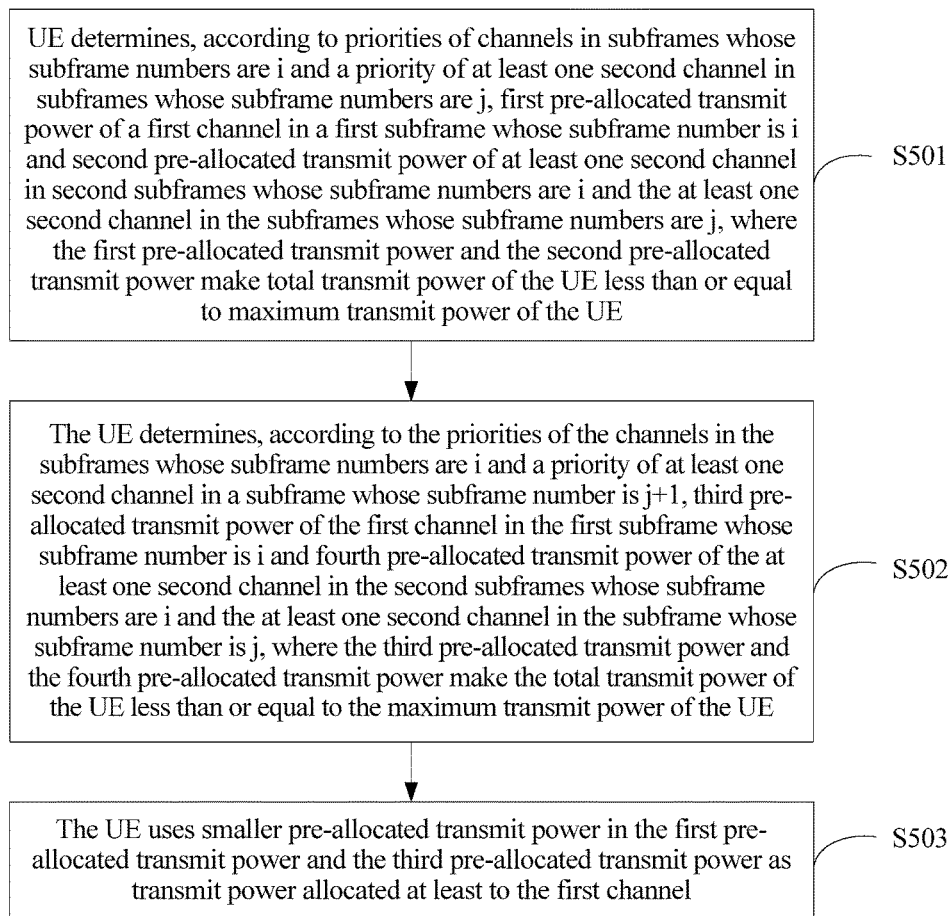 UE determines, according to priorities of channels in subframes whose
subframe numbers are i and a priority of at least one second channel in
subframes whose subframe numbers are j, first pre-allocated transmit
power of a first channel in a first subframe whose subframe number is i
and second pre-allocated transmit power of at least one second channel
in second subframes whose subframe numbers are i and the at least one
second channel in the subframes whose subframe numbers are j, where
the first pre-allocated transmit power and the second pre-allocated
transmit power make total transmit power of the UE less than or equal
to maximum transmit power of the UE
S501
The UE determines, according to the priorities of the channels in the
subframes whose subframe numbers are i and a priority of at least one
second channel in a subframe whose subframe number is j+1, third pre-
allocated transmit power of the first channel in the first subframe whose
subframe number is i and fourth pre-allocated transmit power of the at
least one second channel in the second subframes whose subframe
numbers are i and the at least one second channel in the subframe whose
subframe number is j, where the third pre-allocated transmit power and
the fourth pre-allocated transmit power make the total transmit power of
the UE less than or equal to the maximum transmit power of the UE
S502
The UE uses smaller pre-allocated transmit power in the first pre-
allocated transmit power and the third pre-allocated transmit power as
transmit power allocated at least to the first channel
S503